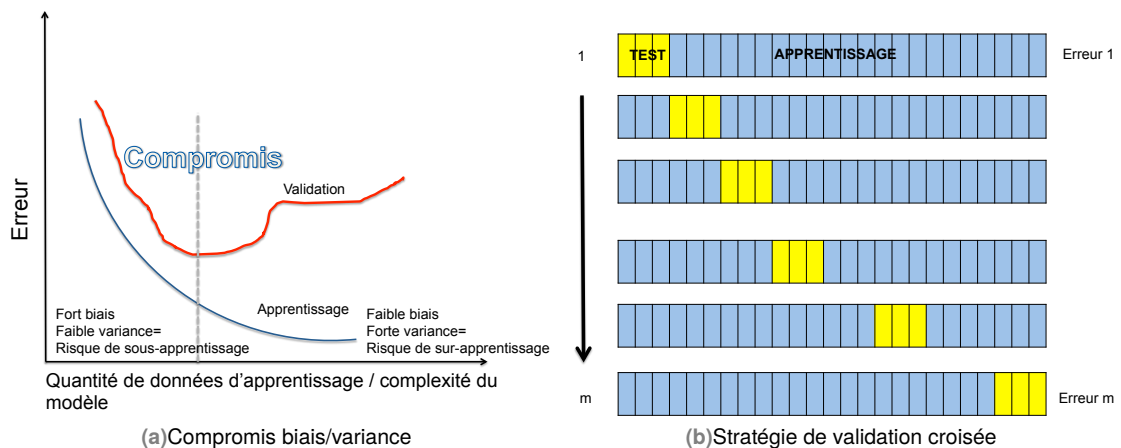 Erreur
Compromis
Validation
Apprentissage
Fort biais
Faible variance=
Risque de sous-apprentissage
Faible biais
Forte variance=
Risque de sur-apprentissage
Quantité de données d'apprentissage / complexité du
modèle
(a)Compromis biais/variance
1
TEST
APPRENTISSAGE
Erreur 1
m
Erreur m
(b)Stratégie de validation croisée